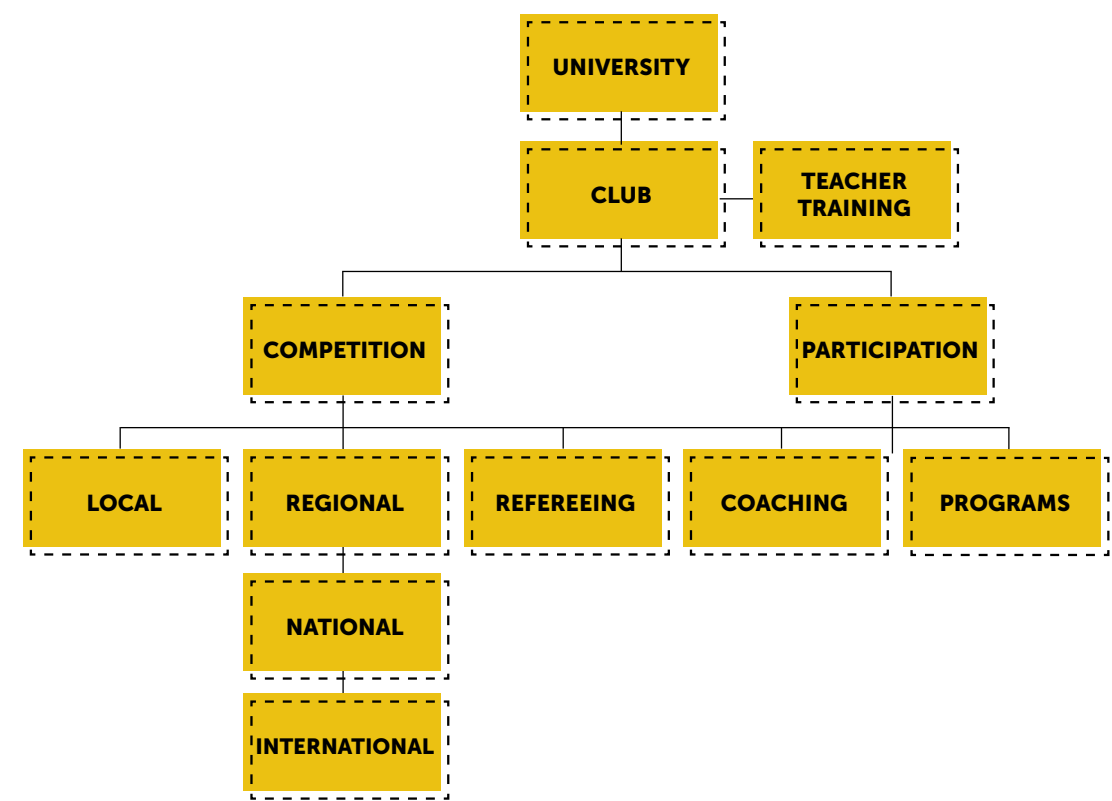 UNIVERSITY
CLUB
TEACHER
TRAINING
COMPETITION
PARTICIPATION
LOCAL
REGIONAL
REFEREEING
COACHING
PROGRAMS
NATIONAL
INTERNATIONAL